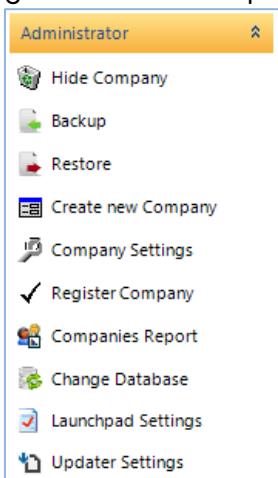 Administrator
Hide Company
Backup
Restore
Create new Company
Company Settings
Register Company
Companies Report
Change Database
Launchpad Settings
Updater Settings